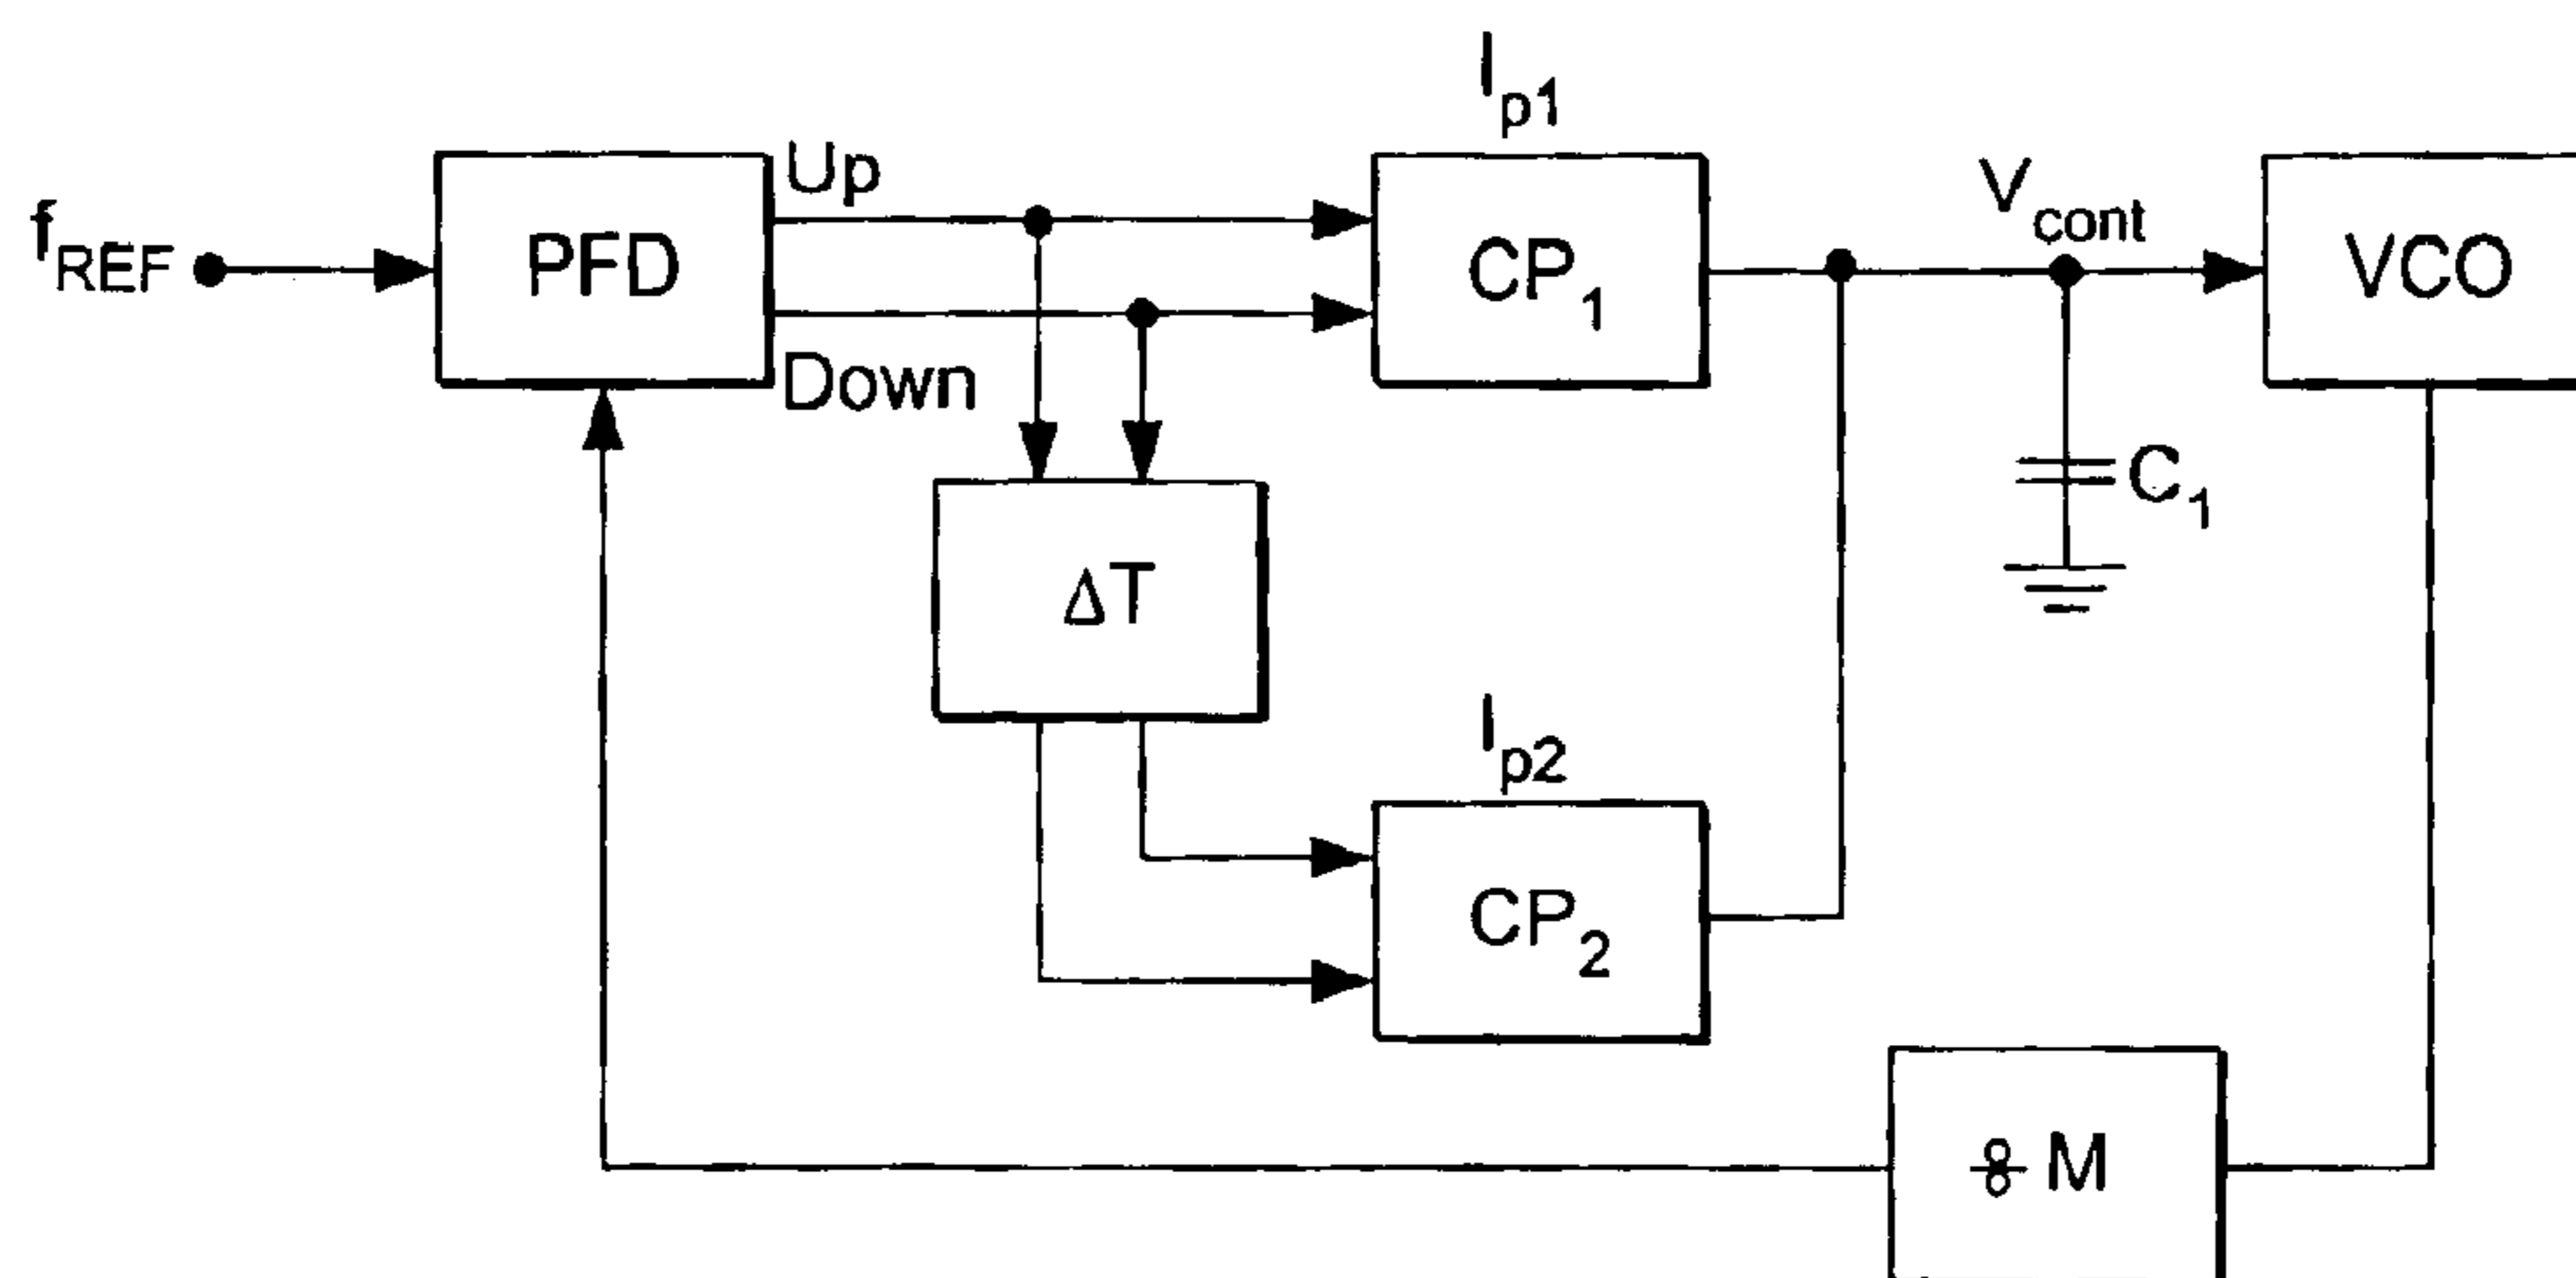 I_p1
Up
f_REF
PFD
CP_1
V_cont
VCO
Down
C_1
ΔT
I_p2
CP_2
÷ M